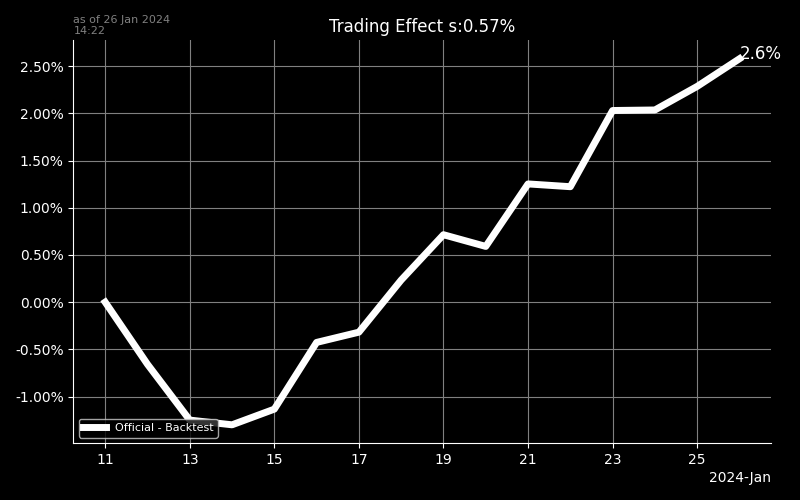 as of 26 Jan 2024
14:22
Trading Effect s:0.57%
2.6%
2.50%
2.00%
1.50%
1.00%
0.50%
0.00%
-0.50%
-1.00%
Official - Backtest
11 13 15 17 19 21 23 25
2024-Jan